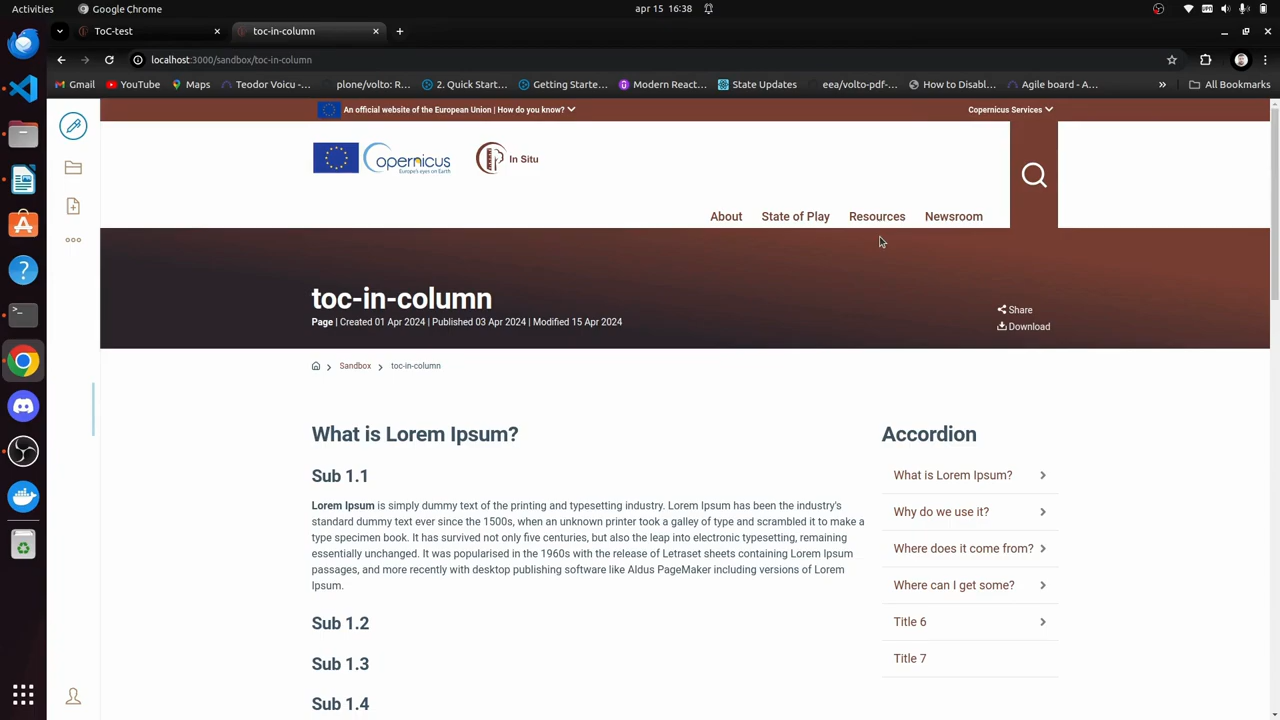 Activities
Google Chrome
apr 15 16:38
ToC-test
toc-in-column
localhost:3000/sandbox/toc-in-column
Gmail
YouTube
Maps
Teodor Voicu - ...
plone/volto: R...
2. Quick Start...
Getting Starte...
Modern React...
State Updates
eea/volto-pdf-...
How to Disable...
Agile board - A...
»
All Bookmarks
An official website of the European Union | How do you know?
Copernicus Services
opernicus
Europe's eyes on Earth
In Situ
About
State of Play
Resources
Newsroom
toc-in-column
Page | Created 01 Apr 2024 | Published 03 Apr 2024 | Modified 15 Apr 2024
Share
Download
Sandbox
toc-in-column
What is Lorem Ipsum?
Sub 1.1
Lorem Ipsum is simply dummy text of the printing and typesetting industry. Lorem Ipsum has been the industry's
standard dummy text ever since the 1500s, when an unknown printer took a galley of type and scrambled it to make a
type specimen book. It has survived not only five centuries, but also the leap into electronic typesetting, remaining
essentially unchanged. It was popularised in the 1960s with the release of Letraset sheets containing Lorem Ipsum
passages, and more recently with desktop publishing software like Aldus PageMaker including versions of Lorem
Ipsum.
Sub 1.2
Sub 1.3
Sub 1.4
Accordion
What is Lorem Ipsum?
Why do we use it?
Where does it come from?
Where can I get some?
Title 6
Title 7